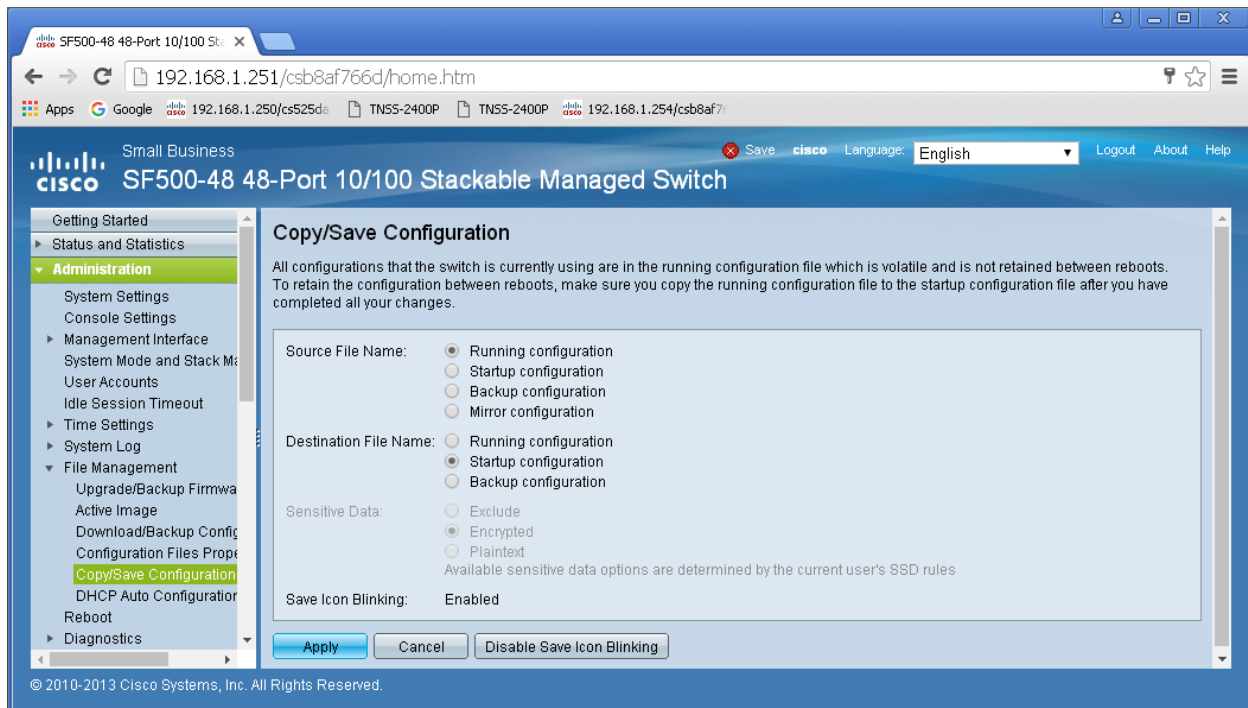 SF500-48 48-Port 10/100 Sta
192.168.1.251/csb8af766d/home.htm
Apps Google 192.168.1.250/cs525da TNSS-2400P TNSS-2400P 192.168.1.254/csb8af7
Small Business
cisco
SF500-48 48-Port 10/100 Stackable Managed Switch
Save cisco Language: English Logout About Help
Getting Started
Status and Statistics
Administration
System Settings
Console Settings
Management Interface
System Mode and Stack Ma
User Accounts
Idle Session Timeout
Time Settings
System Log
File Management
Upgrade/Backup Firmwa
Active Image
Download/Backup Config
Configuration Files Prope
Copy/Save Configuration
DHCP Auto Configuration
Reboot
Diagnostics
Copy/Save Configuration
All configurations that the switch is currently using are in the running configuration file which is volatile and is not retained between reboots.
To retain the configuration between reboots, make sure you copy the running configuration file to the startup configuration file after you have
completed all your changes.
Source File Name: Running configuration
Startup configuration
Backup configuration
Mirror configuration
Destination File Name: Running configuration
Startup configuration
Backup configuration
Sensitive Data: Exclude
Encrypted
Plaintext
Available sensitive data options are determined by the current user's SSD rules
Save Icon Blinking: Enabled
Apply Cancel Disable Save Icon Blinking
© 2010-2013 Cisco Systems, Inc. All Rights Reserved.